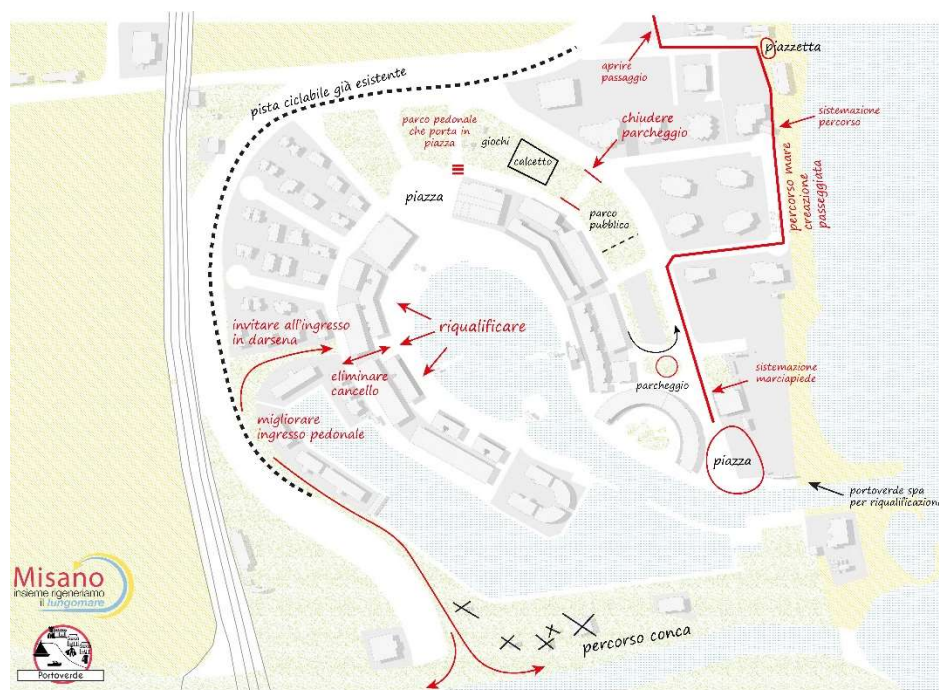 piazzetta
aprire
passaggio
pista ciclabile già esistente
parco pedonale
che porta in
piazza
giochi
calcetto
chiudere
parcheggio
sistemazione
percorso
percorso mare
creazione
passeggiata
piazza
parco
pubblico
invitare all'ingresso
in darsena
riqualificare
eliminare
cancello
parcheggio
sistemazione
marciapiede
migliorare
ingresso pedonale
piazza
portoverde spa
per riqualificazione
Misano
insieme rigeneriamo
il lungomare
percorso conca
Portoverde